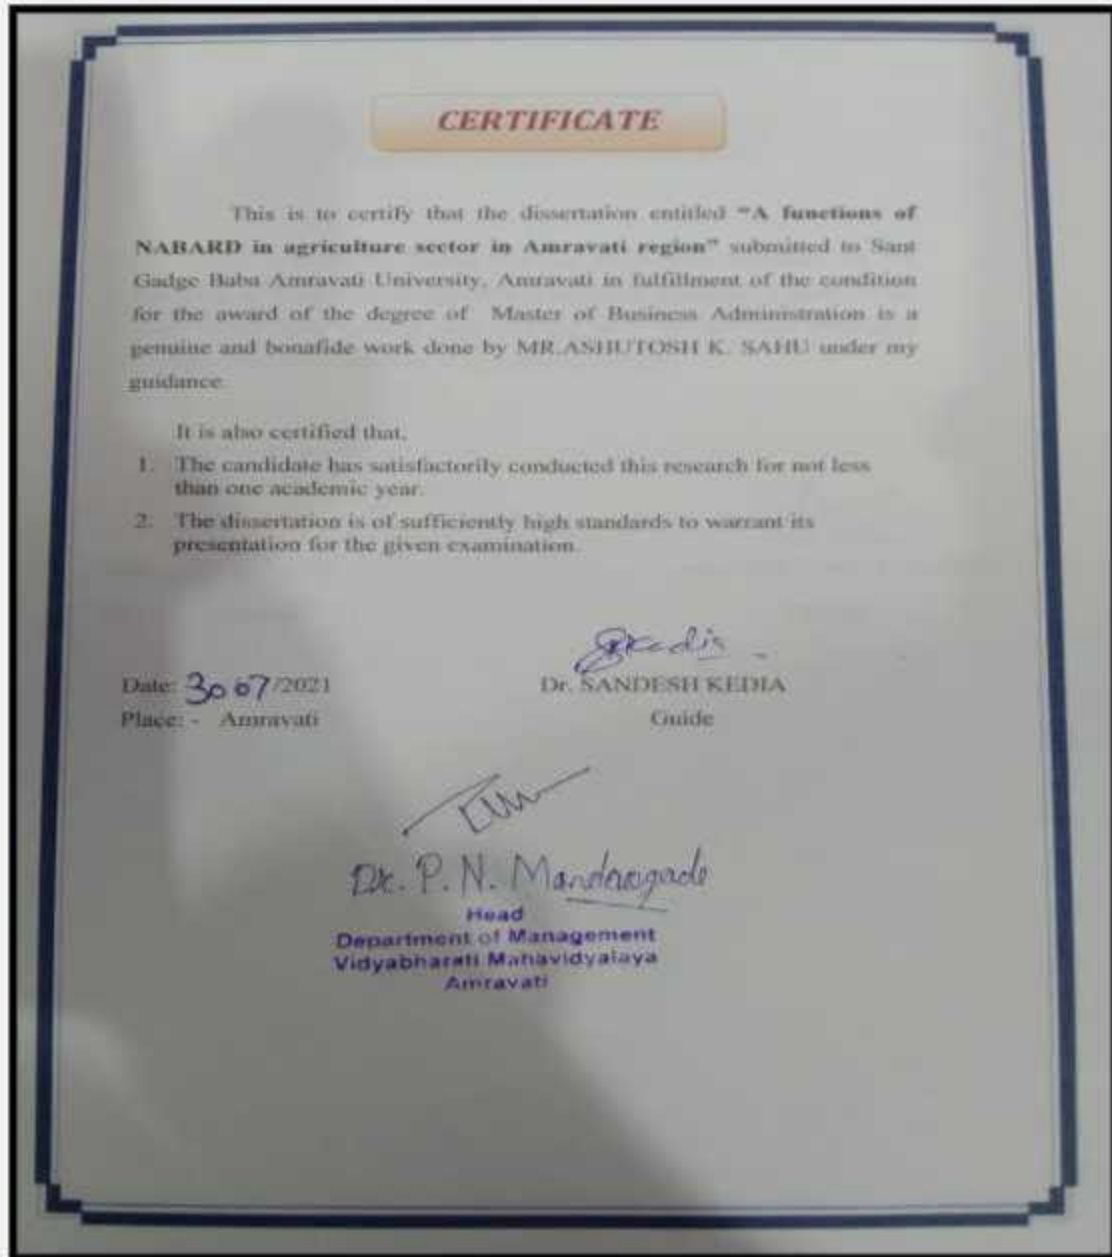 CERTIFICATE
This is to certify that the dissertation entitled "A functions of
NABARD in agriculture sector in Amravati region" submitted to Sant
Gadge Baba Amravati University, Amravati in fulfillment of the condition
for the award of the degree of Master of Business Administration is a
genuine and bonafide work done by MR.ASHUTOSH K. SAHU under my
guidance.
It is also certified that,
1. The candidate has satisfactorily conducted this research for not less
than one academic year.
2. The dissertation is of sufficiently high standards to warrant its
presentation for the given examination.
Date: 30 07/2021
Dr. SANDESH KEDIA
Place: - Amravati
Guide
Dr. P. N. Mandaogade
Head
Department of Management
Vidyabharati Mahavidyalaya
Amravati